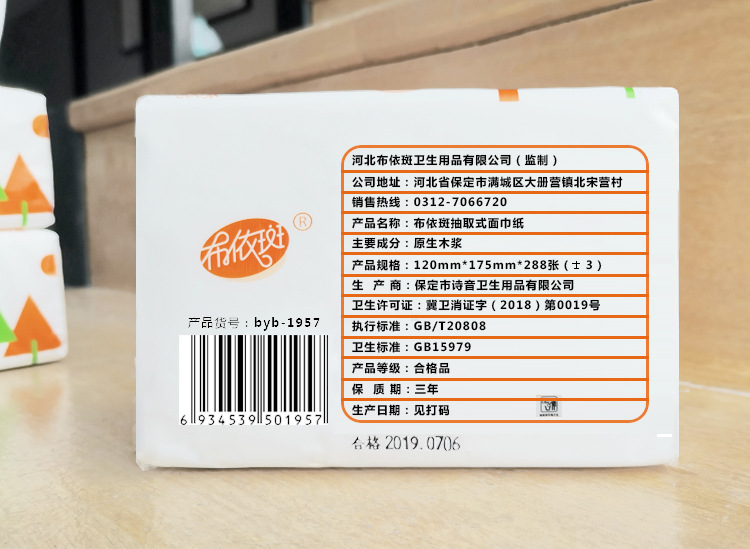 河北布依斑卫生用品有限公司（监制）
公司地址：河北省保定市满城区大册营镇北宋营村
销售热线：0312-7066720
产品名称：布依斑抽取式面巾纸
主要成分：原生木浆
产品规格：120mm*175mm*288张（±3）
生 产 商：保定市诗音卫生用品有限公司
卫生许可证：冀卫消证字（2018）第0019号
执行标准：GB/T20808
卫生标准：GB15979
产品等级：合格品
保 质 期：三年
生产日期：见打码
布依斑®
产品货号：byb-1957
6 934539 501957
合格 2019.0706